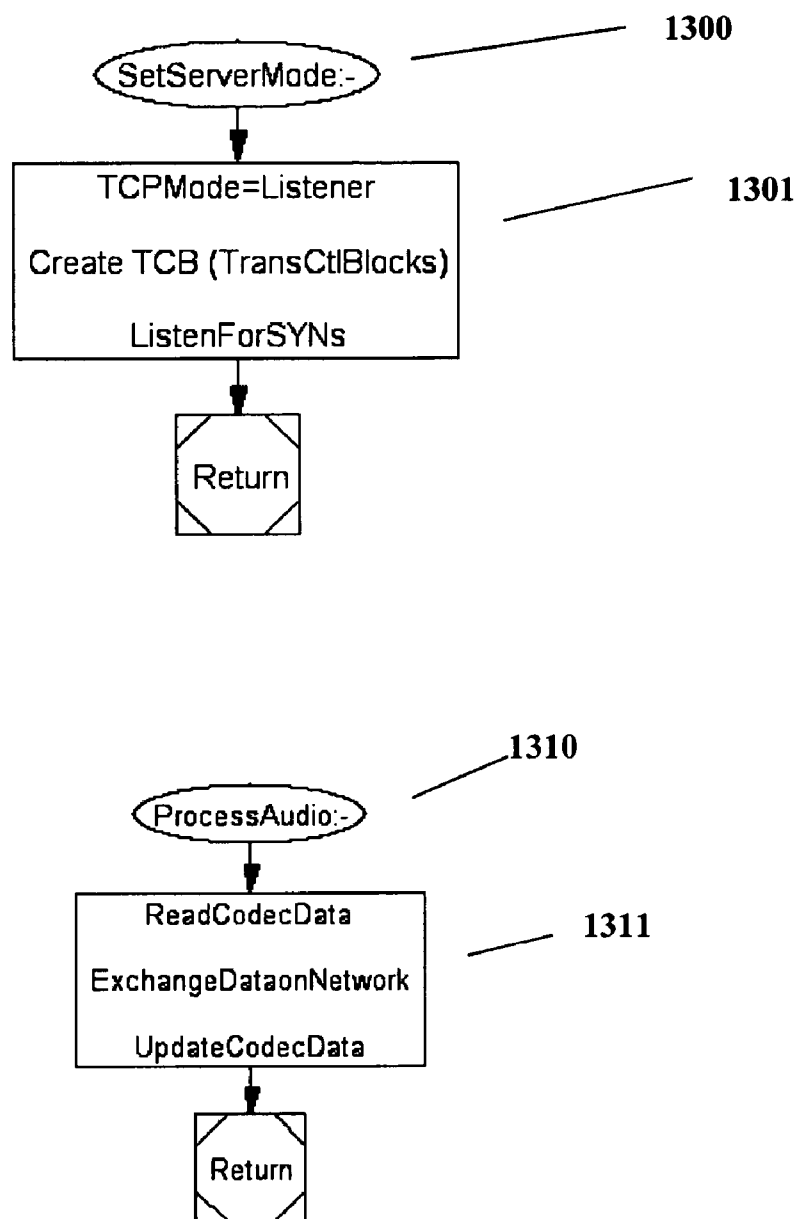 1300
SetServerMode:-
TCPMode=Listener
1301
Create TCB (TransCtlBlocks)
ListenForSYNs
Return
1310
ProcessAudio:-
ReadCodecData
1311
ExchangeDataonNetwork
UpdateCodecData
Return